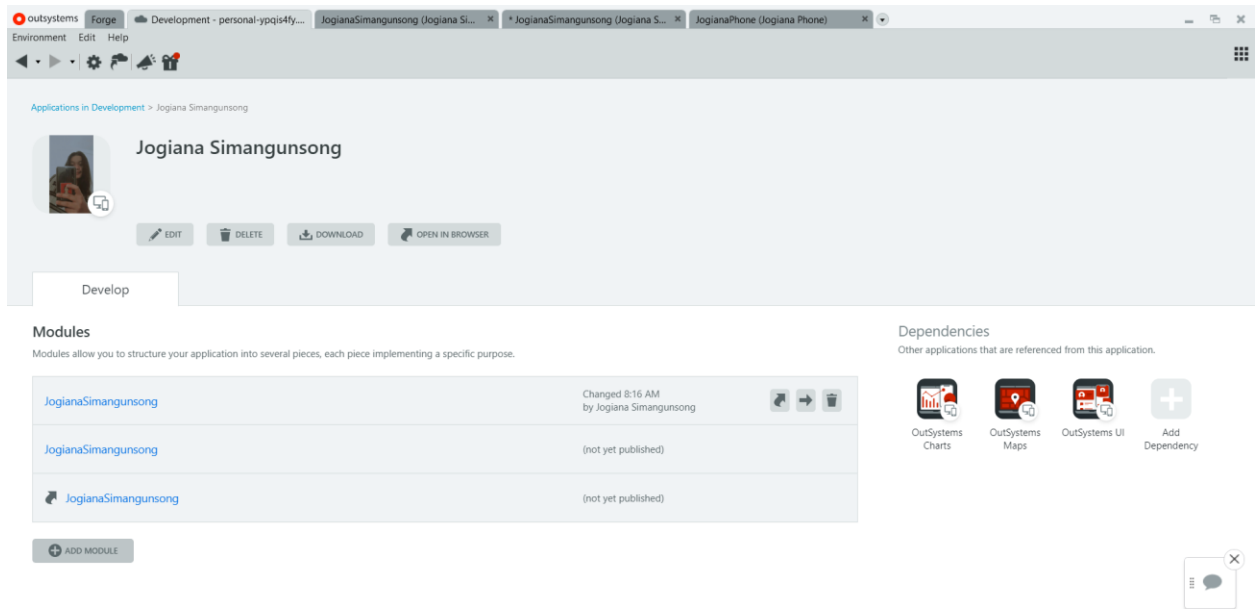 outsystems Forge Development - personal-ypqis4fy.... JogianaSimangunsong (Jogiana Si... * JogianaSimangunsong (Jogiana S... JogianaPhone (Jogiana Phone)
Environment Edit Help
Applications in Development > Jogiana Simangunsong
Jogiana Simangunsong
EDIT DELETE DOWNLOAD OPEN IN BROWSER
Develop
Modules
Modules allow you to structure your application into several pieces, each piece implementing a specific purpose.
JogianaSimangunsong
Changed 8:16 AM
by Jogiana Simangunsong
JogianaSimangunsong (not yet published)
JogianaSimangunsong (not yet published)
ADD MODULE
Dependencies
Other applications that are referenced from this application.
OutSystems
Charts
OutSystems
Maps
OutSystems UI
Add
Dependency